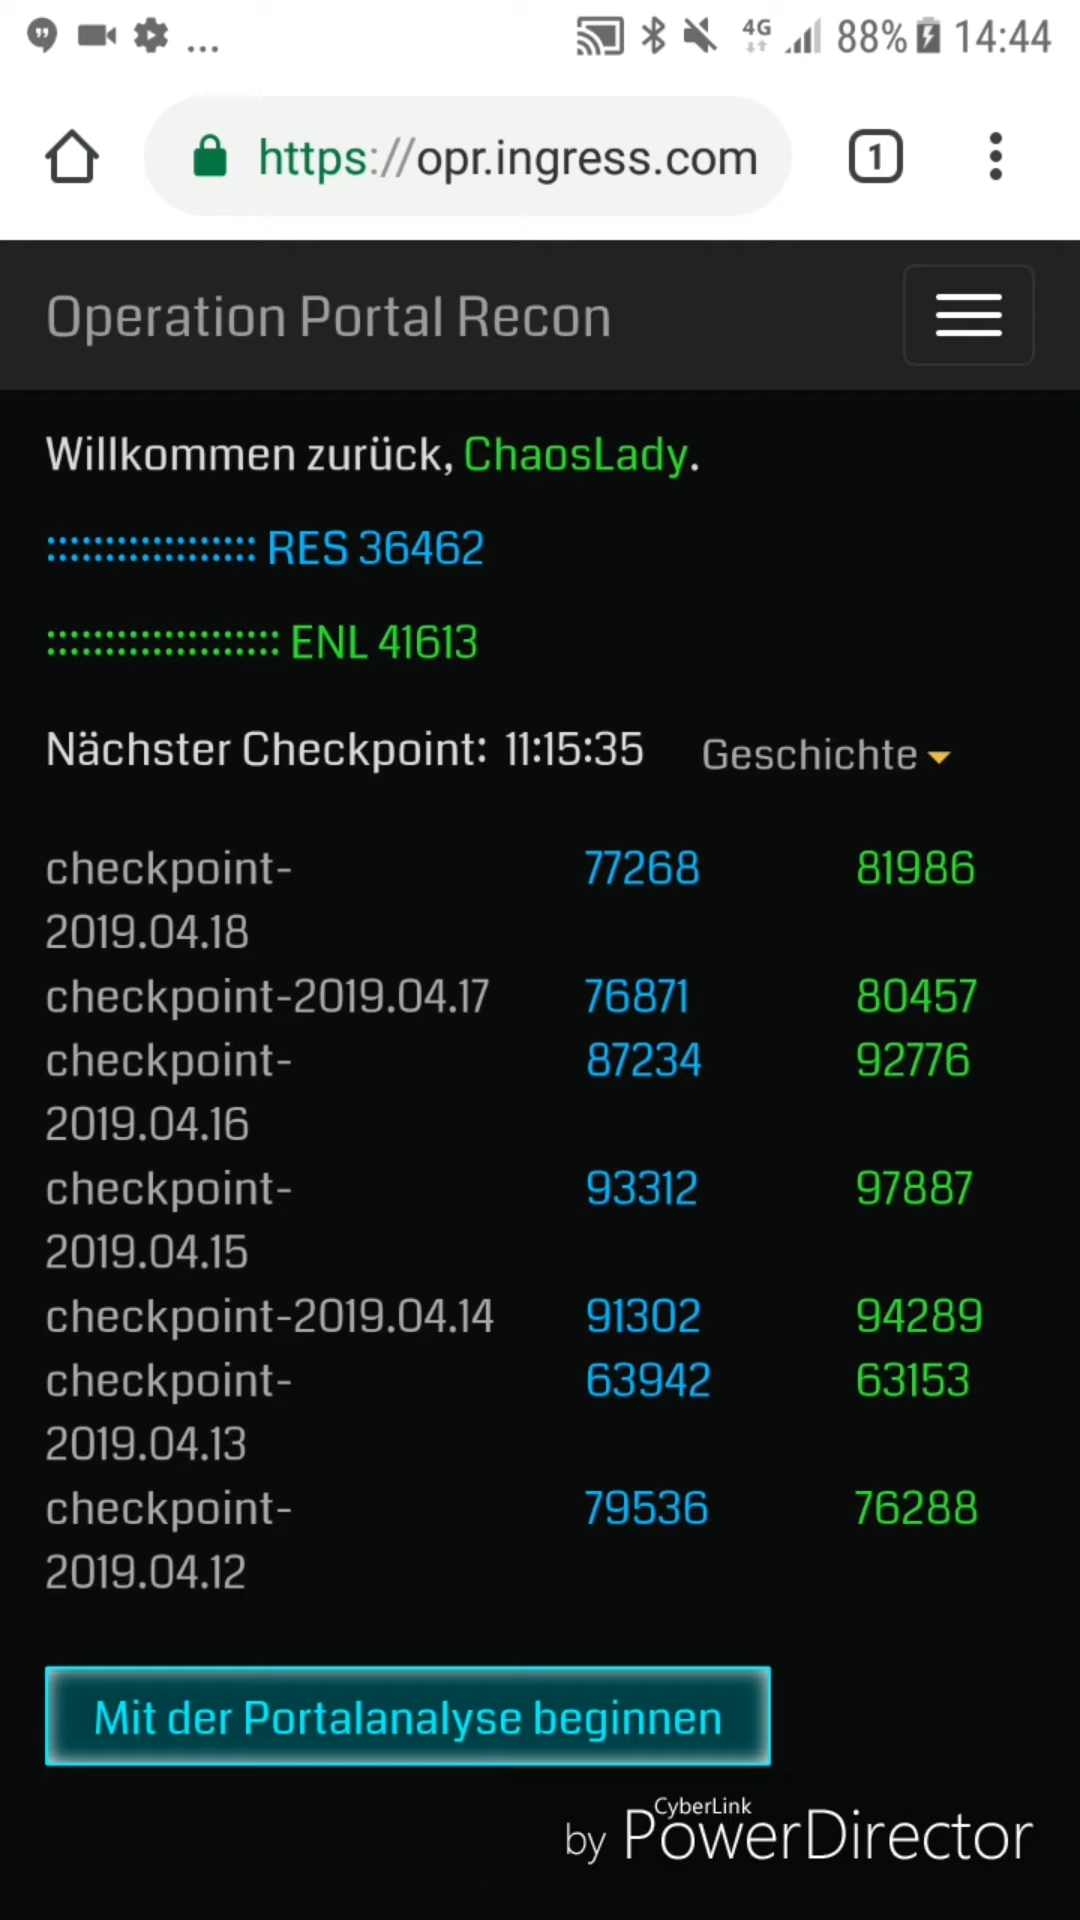 ... 4G 88% 14:44
https://opr.ingress.com 1
Operation Portal Recon
Willkommen zurück, ChaosLady.
:::::::::::::::::: RES 36462
:::::::::::::::::::: ENL 41613
Nächster Checkpoint: 11:15:35 Geschichte
checkpoint- 77268 81986
2019.04.18
checkpoint-2019.04.17 76871 80457
checkpoint- 87234 92776
2019.04.16
checkpoint- 93312 97887
2019.04.15
checkpoint-2019.04.14 91302 94289
checkpoint- 63942 63153
2019.04.13
checkpoint- 79536 76288
2019.04.12
Mit der Portalanalyse beginnen
CyberLink
by PowerDirector